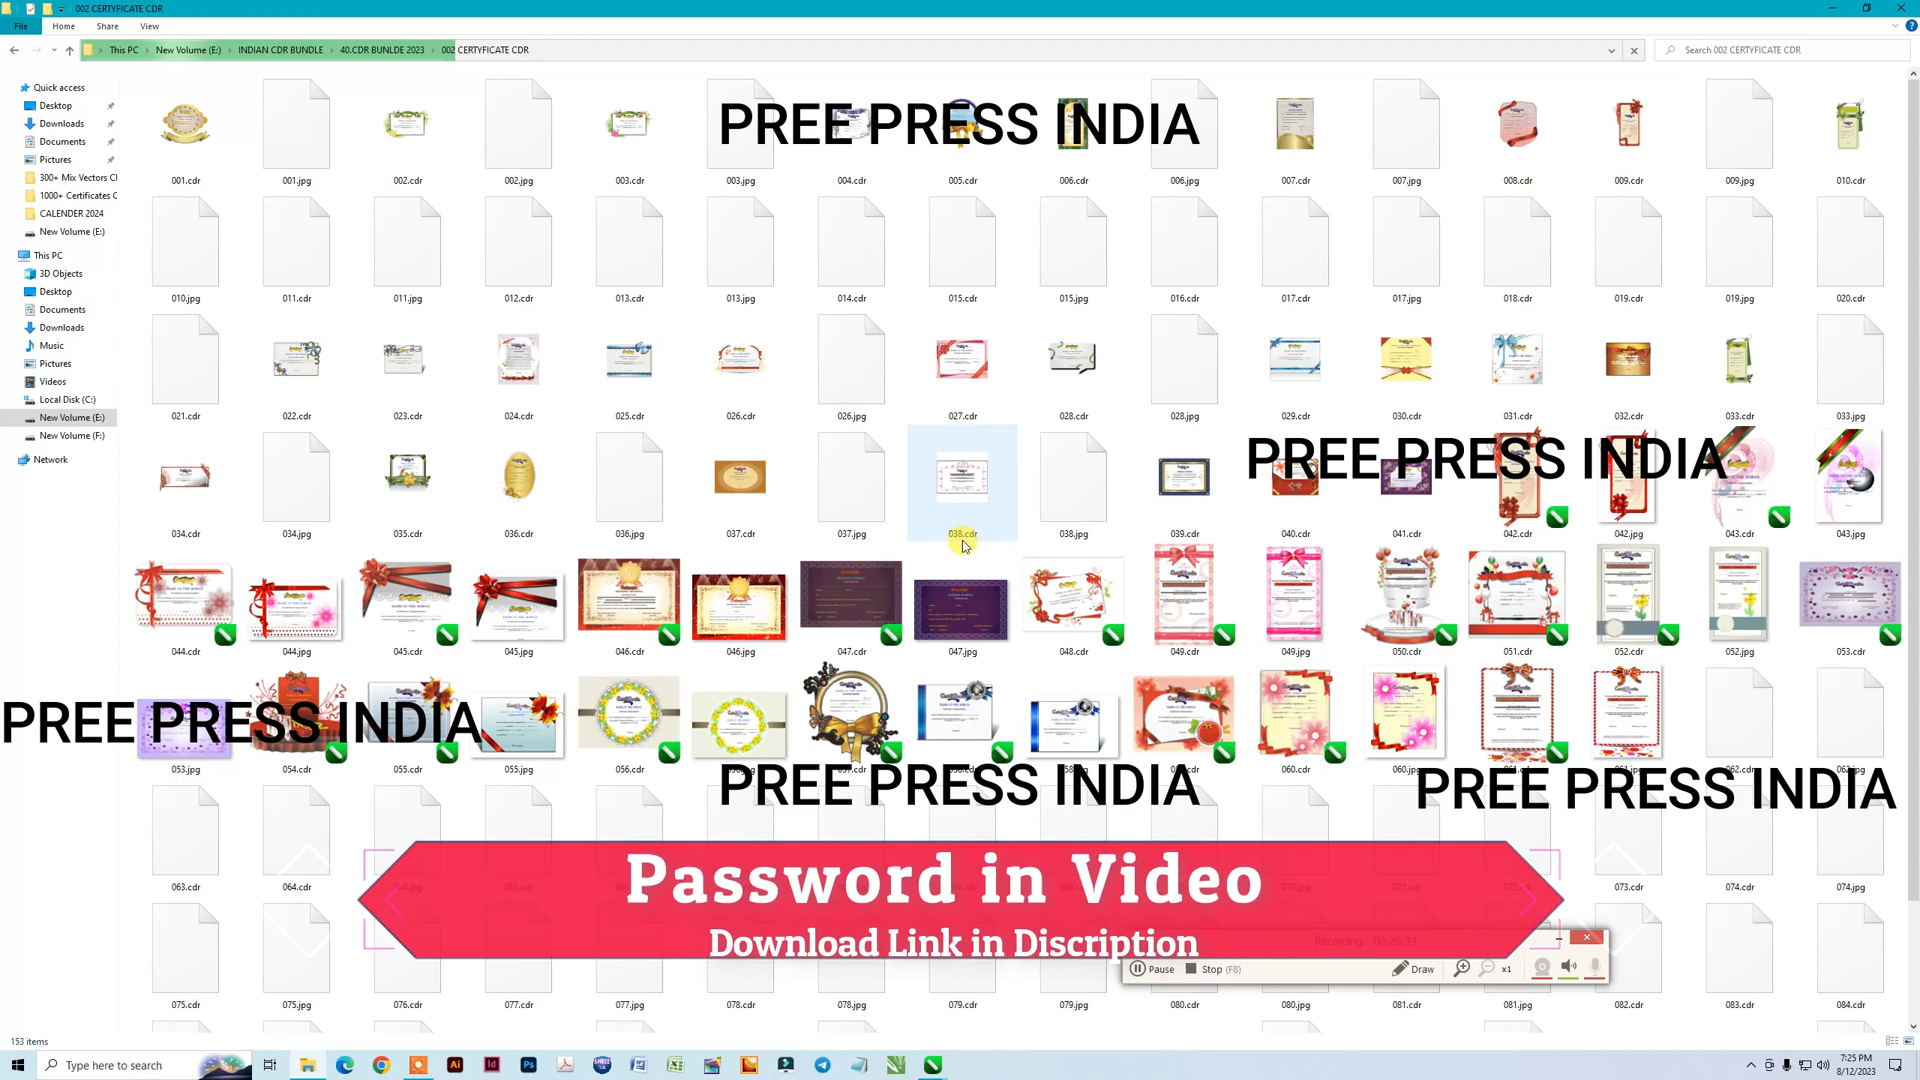 002 CERTYFICATE CDR
File Home Share View
This PC New Volume (E:) INDIAN CDR BUNDLE 40.CDR BUNLDE 2023 002 CERTYFICATE CDR
Search 002 CERTYFICATE CDR
Quick access
Desktop
Downloads
Documents
Pictures
300+ Mix Vectors Cl
1000+ Certificates C
CALENDER 2024
New Volume (E:)
This PC
3D Objects
Desktop
Documents
Downloads
Music
Pictures
Videos
Local Disk (C:)
New Volume (E:)
New Volume (F:)
Network
PREE PRESS INDIA
001.cdr 001.jpg 002.cdr 002.jpg 003.cdr 003.jpg 004.cdr 005.cdr 006.cdr 006.jpg 007.cdr 007.jpg 008.cdr 009.cdr 009.jpg 010.cdr
010.jpg 011.cdr 011.jpg 012.cdr 013.cdr 013.jpg 014.cdr 015.cdr 015.jpg 016.cdr 017.cdr 017.jpg 018.cdr 019.cdr 019.jpg 020.cdr
021.cdr 022.cdr 023.cdr 024.cdr 025.cdr 026.cdr 026.jpg 027.cdr 028.cdr 028.jpg 029.cdr 030.cdr 031.cdr 032.cdr 033.cdr 033.jpg
PREE PRESS INDIA
034.cdr 034.jpg 035.cdr 036.cdr 036.jpg 037.cdr 037.jpg 038.cdr 038.jpg 039.cdr 040.cdr 041.cdr 042.cdr 042.jpg 043.cdr 043.jpg
044.cdr 044.jpg 045.cdr 045.jpg 046.cdr 046.jpg 047.cdr 047.jpg 048.cdr 049.cdr 049.jpg 050.cdr 051.cdr 052.cdr 052.jpg 053.cdr
PREE PRESS INDIA
053.jpg 054.cdr 055.cdr 055.jpg 056.cdr
060.cdr 060.jpg
PREE PRESS INDIA
PREE PRESS INDIA
063.cdr 064.cdr 073.cdr 074.cdr 074.jpg
Password in Video
Download Link in Discription
Recording: 00:26:39
Pause Stop (F8) Draw x1
075.cdr 075.jpg 076.cdr 077.cdr 077.jpg 078.cdr 078.jpg 079.cdr 079.jpg 080.cdr 080.jpg 081.cdr 081.jpg 082.cdr 083.cdr 084.cdr
153 items
Type here to search
7:25 PM
8/12/2023